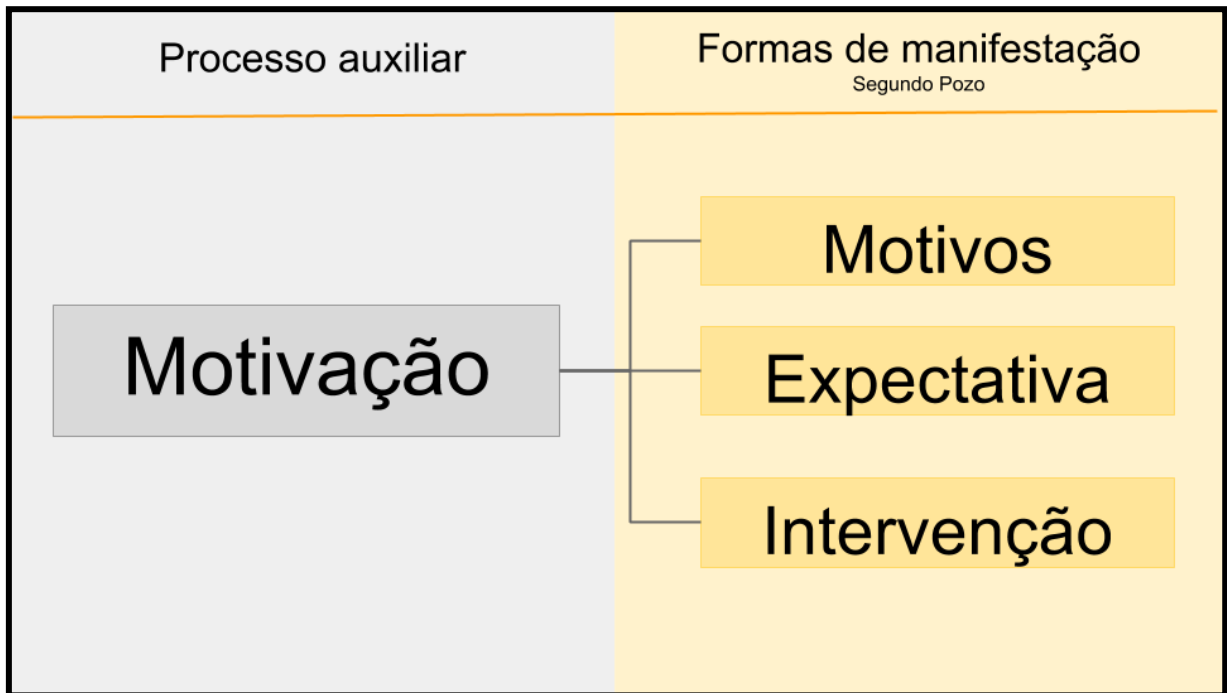 Processo auxiliar
Formas de manifestação
Segundo Pozo
Motivação
Motivos
Expectativa
Intervenção